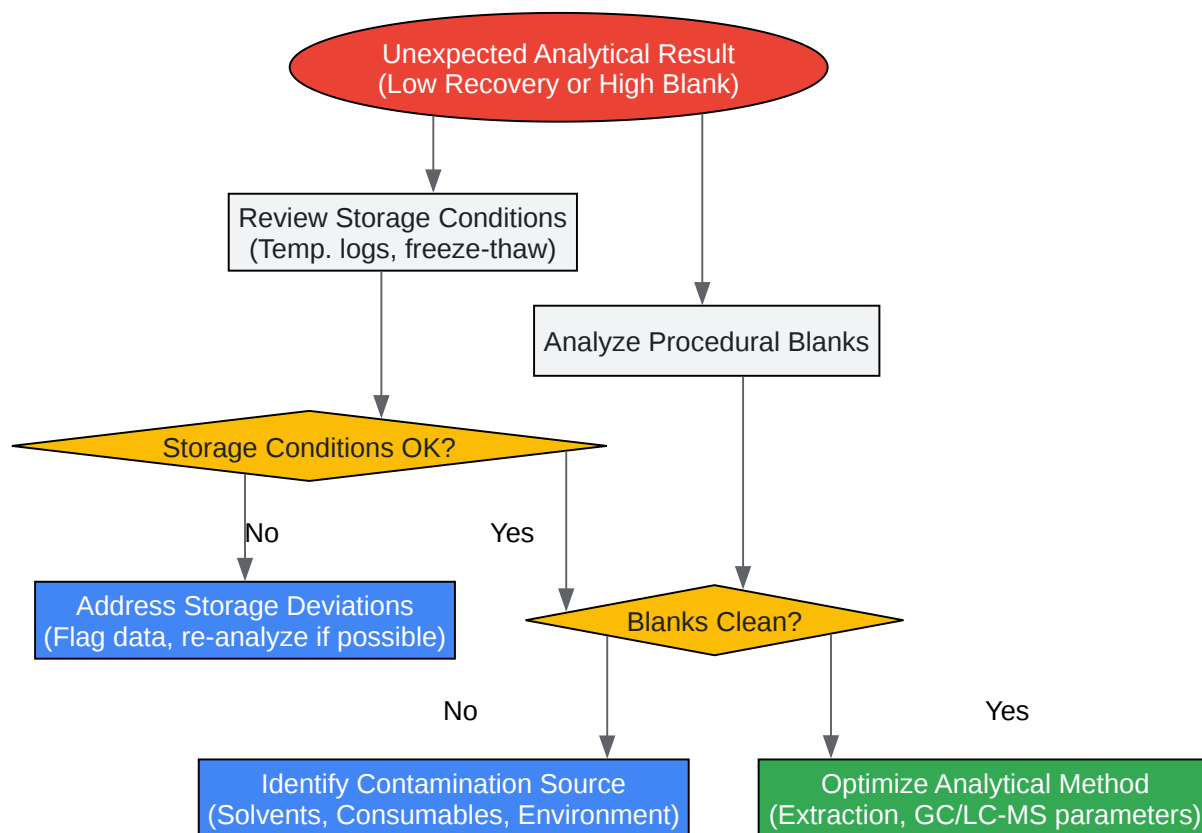 Unexpected Analytical Result
(Low Recovery or High Blank)
Review Storage Conditions
(Temp. logs, freeze-thaw)
Analyze Procedural Blanks
Storage Conditions OK?
No
Yes
Address Storage Deviations
(Flag data, re-analyze if possible)
Blanks Clean?
No
Yes
Identify Contamination Source
(Solvents, Consumables, Environment)
Optimize Analytical Method
(Extraction, GC/LC-MS parameters)